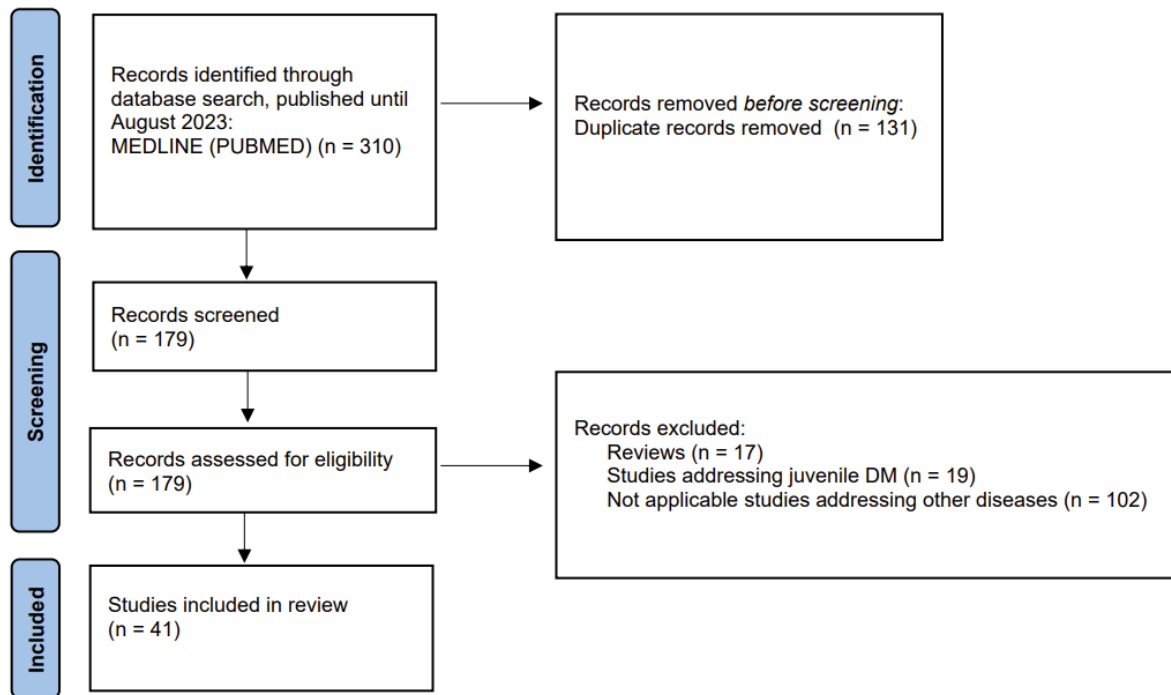 Identification
Records identified through
database search, published until
August 2023:
MEDLINE (PUBMED) (n = 310)
Records removed before screening:
Duplicate records removed (n = 131)
Screening
Records screened
(n = 179)
Records assessed for eligibility
(n = 179)
Records excluded:
Reviews (n = 17)
Studies addressing juvenile DM (n = 19)
Not applicable studies addressing other diseases (n = 102)
Included
Studies included in review
(n = 41)